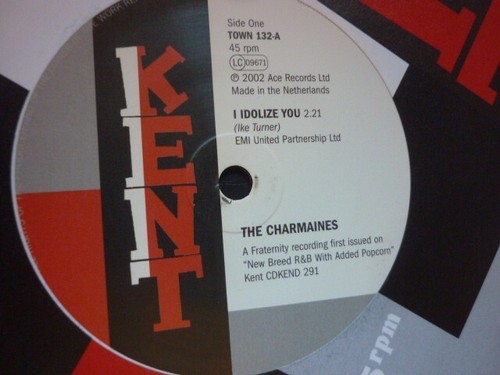 Side One
TOWN 132-A
45 rpm
LC 09671
℗ 2002 Ace Records Ltd
Made in the Netherlands
I IDOLIZE YOU 2.21
(Ike Turner)
EMI United Partnership Ltd
KENT
THE CHARMAINES
A Fraternity recording first issued on
"New Breed R&B With Added Popcorn"
Kent CDKEND 291
rpm